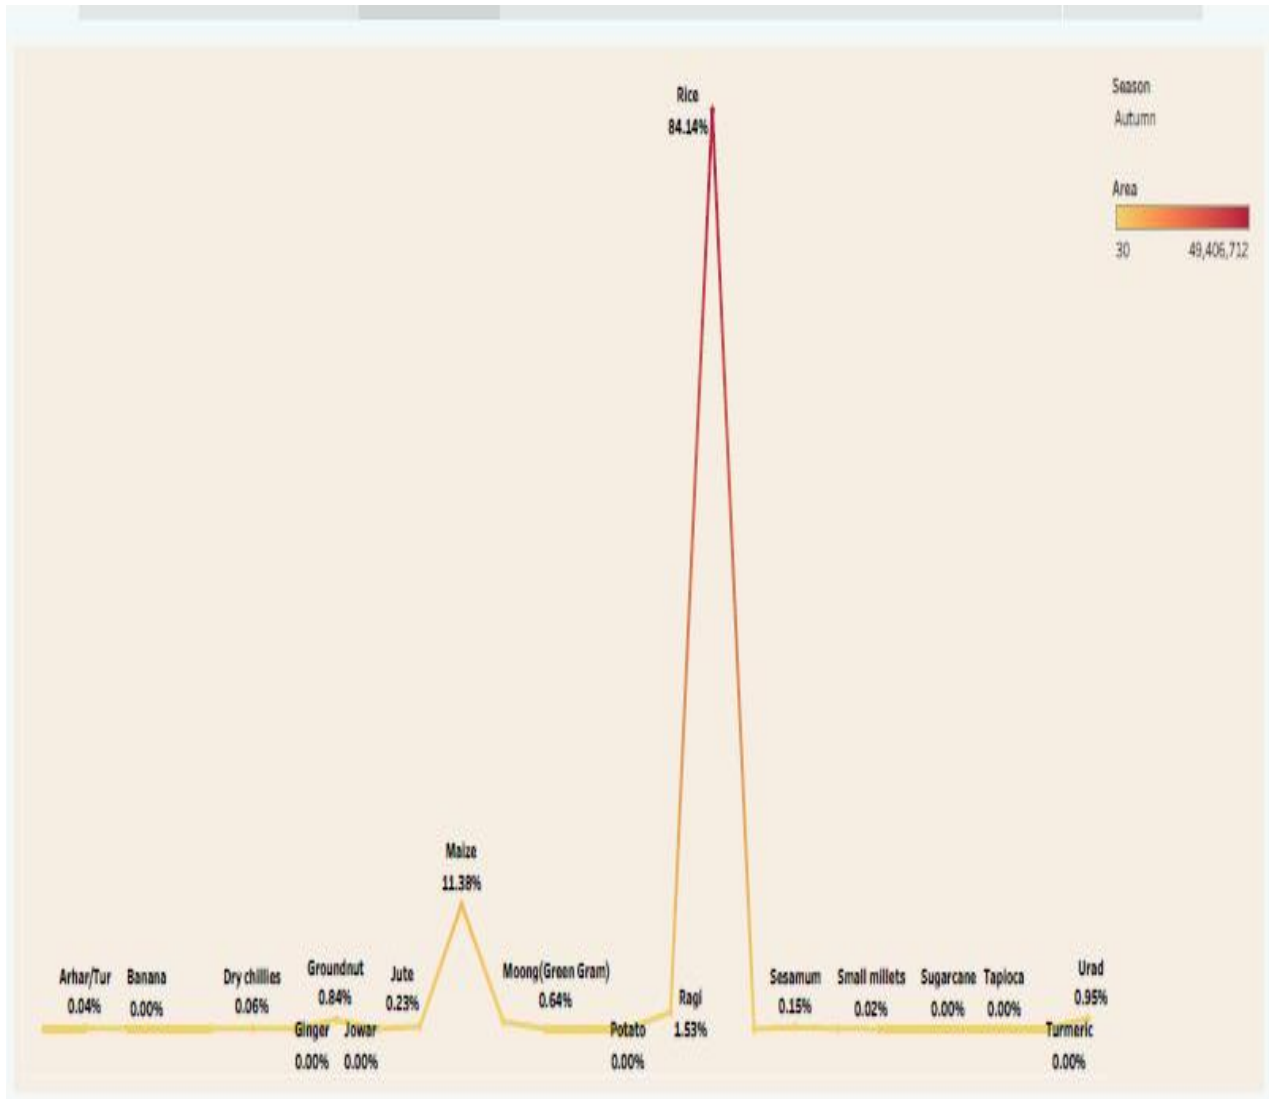 Rice
84.14%
Season
Autumn
Area
30 49,406,712
Maize
11.38%
Arhar/Tur
0.04%
Banana
0.00%
Dry chillies
0.06%
Groundnut
0.84%
Ginger
0.00%
Jowar
0.00%
Jute
0.23%
Moong(Green Gram)
0.64%
Potato
0.00%
Ragi
1.53%
Sesamum
0.15%
Small millets
0.02%
Sugarcane
0.00%
Tapioca
0.00%
Turmeric
0.00%
Urad
0.95%